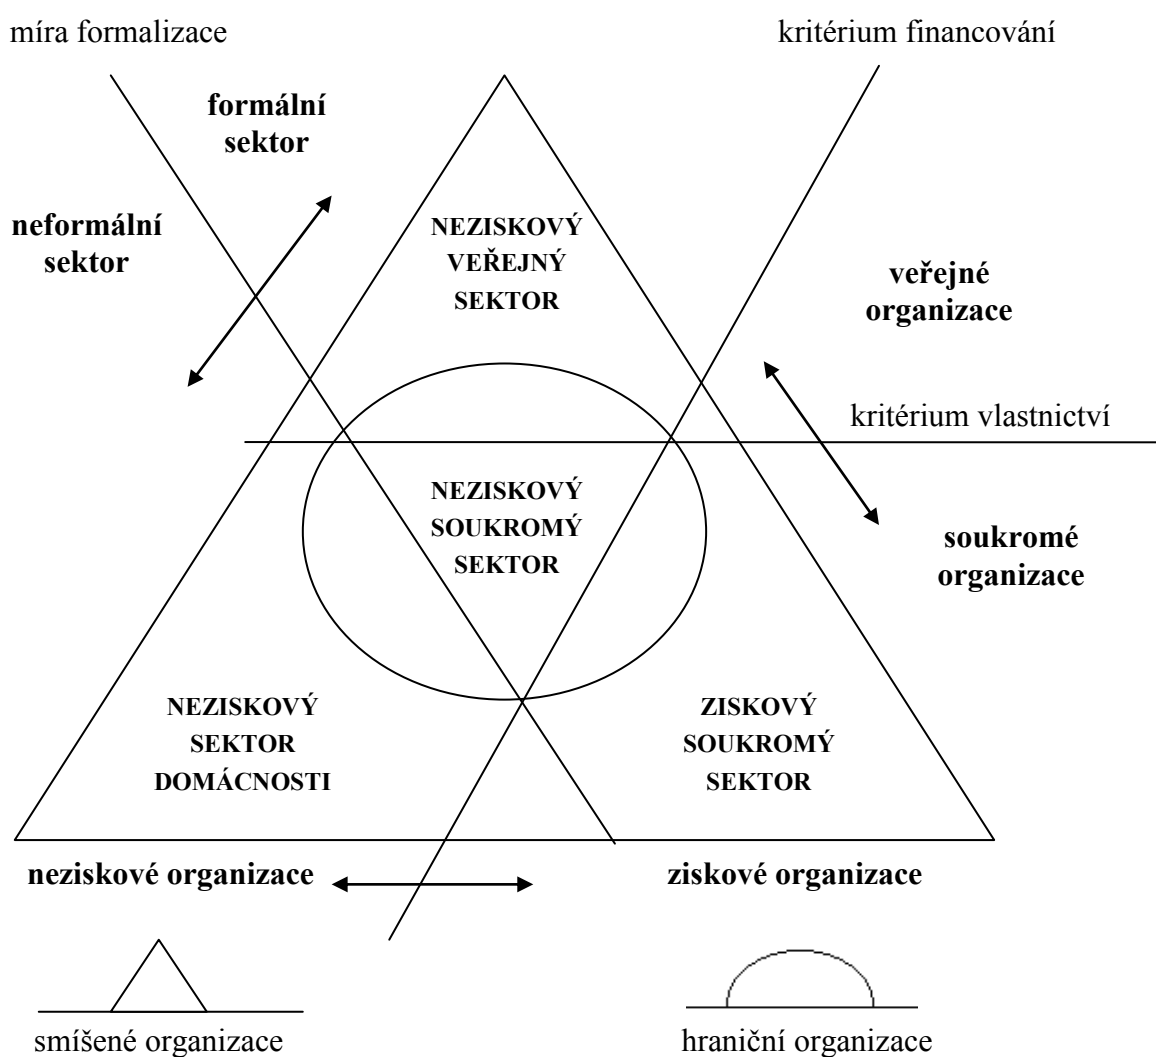 míra formalizace
kritérium financování
formální
sektor
neformální
sektor
NEZISKOVÝ
VEŘEJNÝ
SEKTOR
veřejné
organizace
kritérium vlastnictví
NEZISKOVÝ
SOUKROMÝ
SEKTOR
soukromé
organizace
NEZISKOVÝ
SEKTOR
DOMÁCNOSTI
ZISKOVÝ
SOUKROMÝ
SEKTOR
neziskové organizace
ziskové organizace
smíšené organizace
hraniční organizace